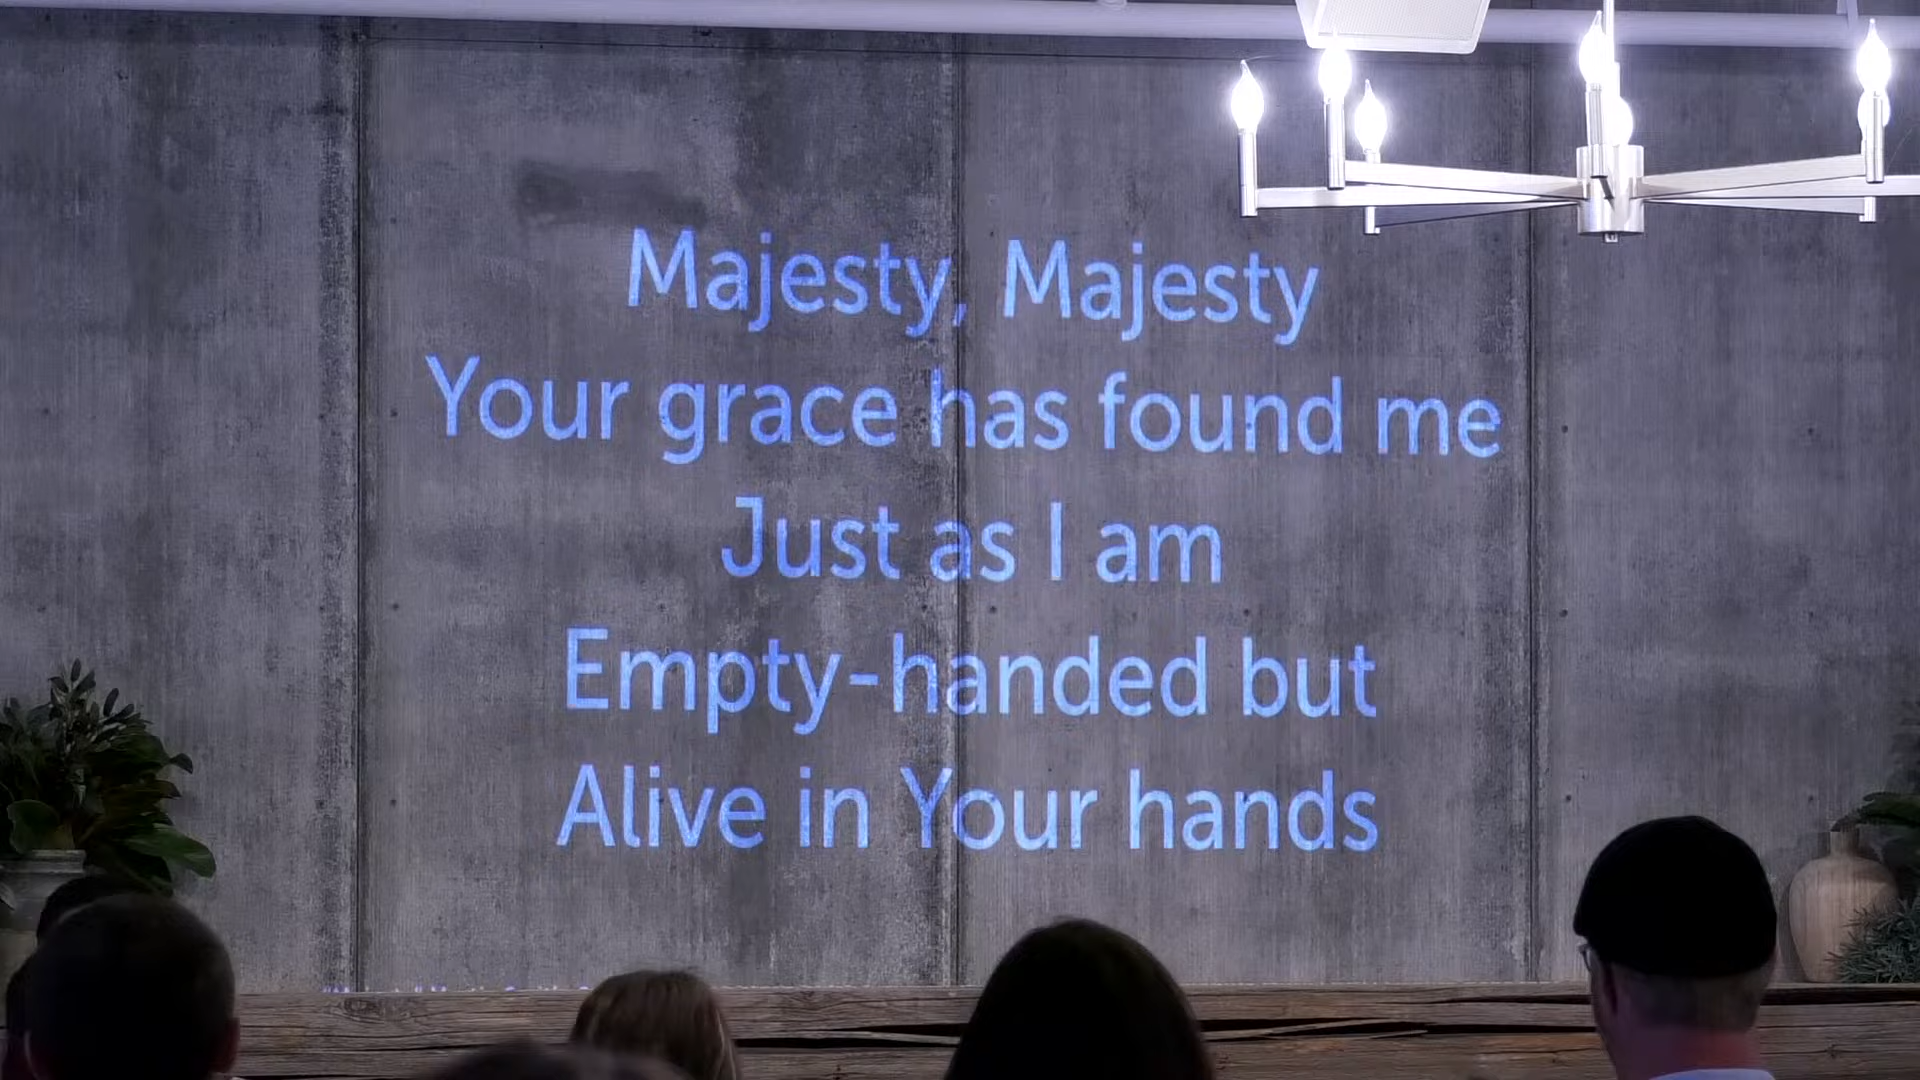 Majesty, Majesty
Your grace has found me
Just as I am
Empty-handed but
Alive in Your hands